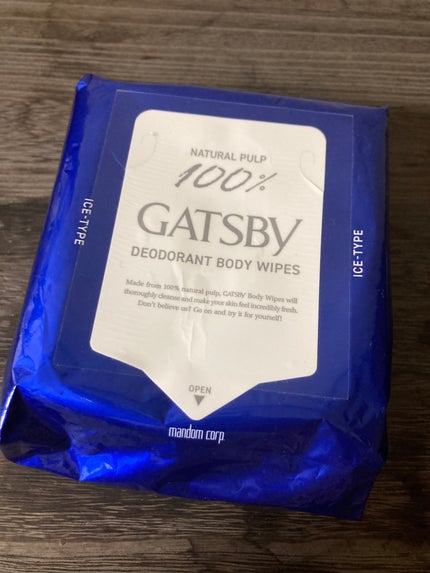 NATURAL PULP
100%
GATSBY
DEODORANT BODY WIPES
Made from 100% natural pulp, GATSBY Body Wipes will
thoroughly cleanse and make your skin feel incredibly fresh.
Don't believe us? Go on and try it for yourself!
ICE-TYPE
ICE-TYPE
OPEN
mandom corp.